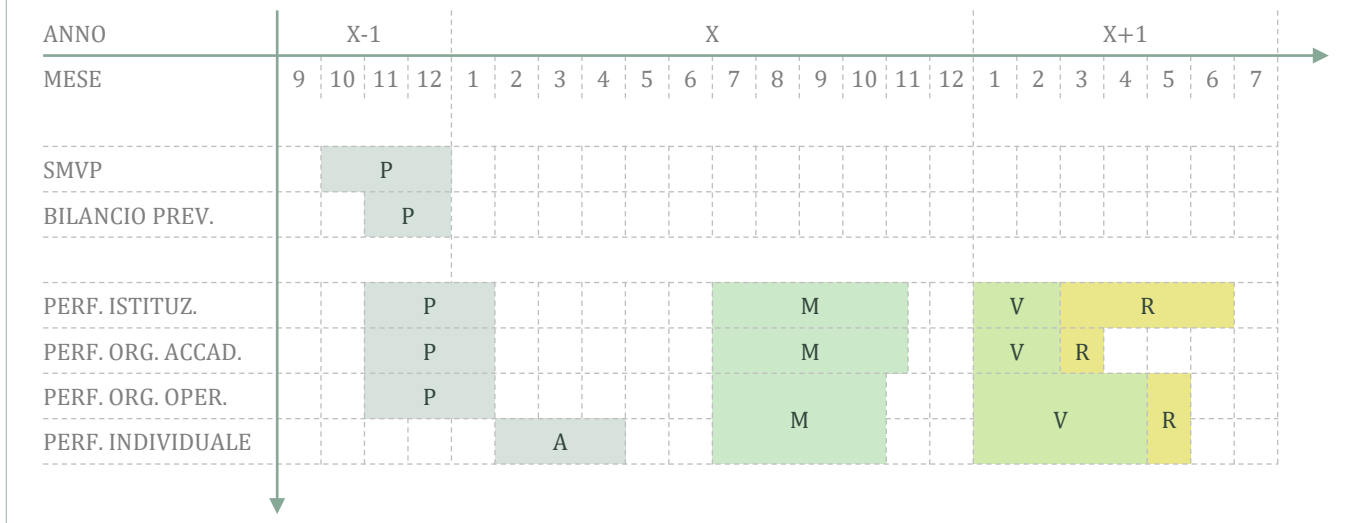 ANNO X-1 X X+1
MESE 9 10 11 12 1 2 3 4 5 6 7 8 9 10 11 12 1 2 3 4 5 6 7
SMVP P
BILANCIO PREV. P
PERF. ISTITUZ. P M V R
PERF. ORG. ACCAD. P M V R
PERF. ORG. OPER. P
M V R
PERF. INDIVIDUALE A